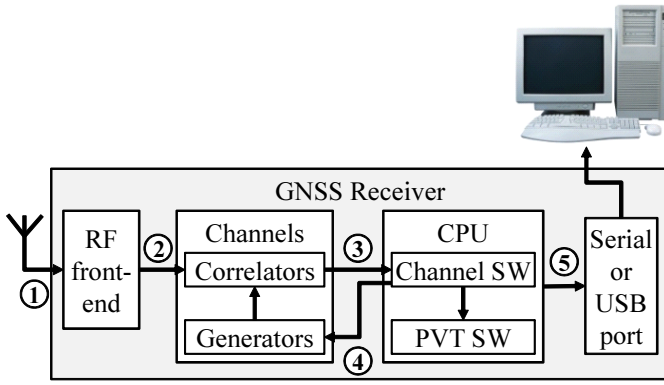 GNSS Receiver
1
RF
front-
end
2
Channels
Correlators
Generators
3
4
CPU
Channel SW
PVT SW
5
Serial
or
USB
port